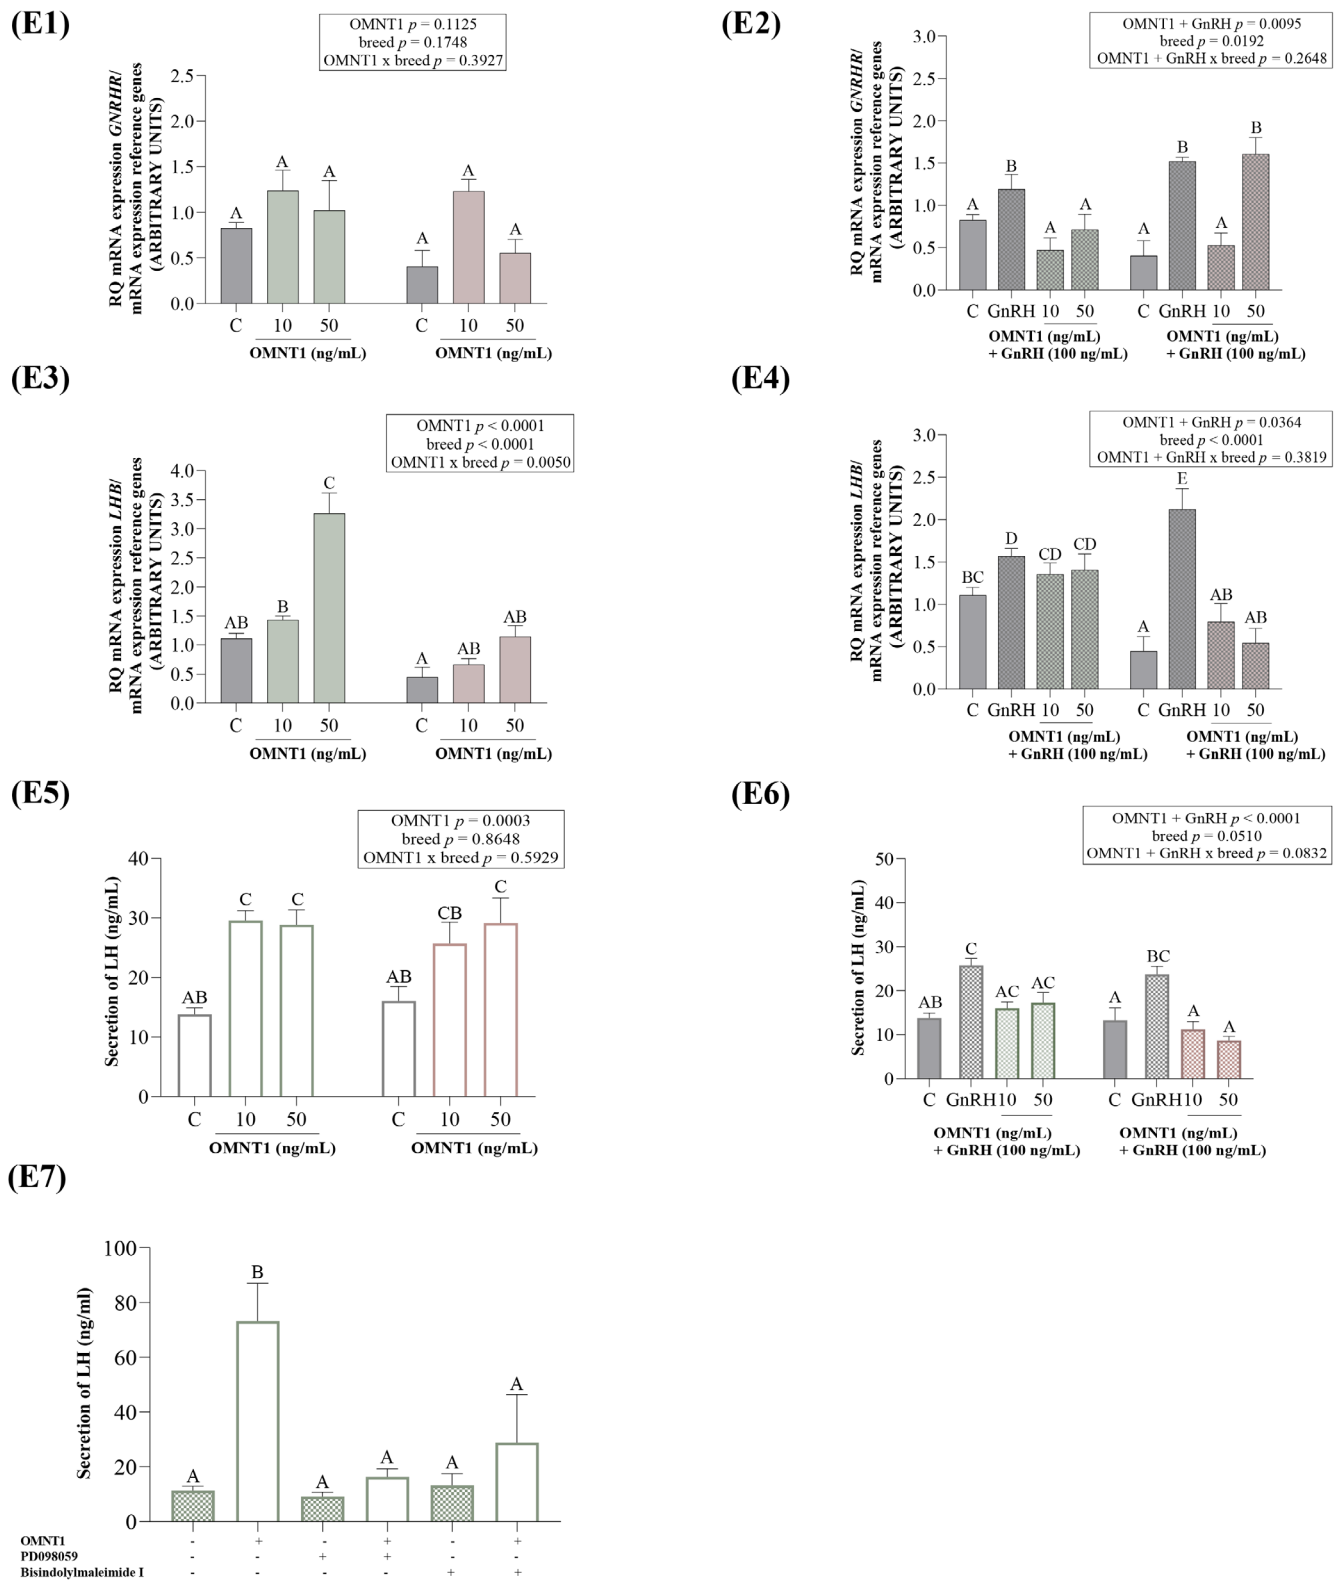 (E1)
OMNT1 p = 0.1125
breed p = 0.1748
OMNT1 x breed p = 0.3927
RQ mRNA expression GNRHR/
mRNA expression reference genes
(ARBITRARY UNITS)
2.5
2.0
1.5
1.0
0.5
0.0
A A A A A A
C 10 50 C 10 50
OMNT1 (ng/mL) OMNT1 (ng/mL)
(E2)
OMNT1 + GnRH p = 0.0095
breed p = 0.0192
OMNT1 + GnRH x breed p = 0.2648
RQ mRNA expression GNRHR/
mRNA expression reference genes
(ARBITRARY UNITS)
3.0
2.5
2.0
1.5
1.0
0.5
0.0
A B A A A B A B
C GnRH 10 50 C GnRH 10 50
OMNT1 (ng/mL) OMNT1 (ng/mL)
+ GnRH (100 ng/mL) + GnRH (100 ng/mL)
(E3)
OMNT1 p < 0.0001
breed p < 0.0001
OMNT1 x breed p = 0.0050
RQ mRNA expression LHB/
mRNA expression reference genes
(ARBITRARY UNITS)
4.0
3.5
3.0
2.5
2.0
1.5
1.0
0.5
0.0
AB B C A AB AB
C 10 50 C 10 50
OMNT1 (ng/mL) OMNT1 (ng/mL)
(E4)
OMNT1 + GnRH p = 0.0364
breed p < 0.0001
OMNT1 + GnRH x breed p = 0.3819
RQ mRNA expression LHB/
mRNA expression reference genes
(ARBITRARY UNITS)
3.0
2.5
2.0
1.5
1.0
0.5
0.0
BC D CD CD A E AB AB
C GnRH 10 50 C GnRH 10 50
OMNT1 (ng/mL) OMNT1 (ng/mL)
+ GnRH (100 ng/mL) + GnRH (100 ng/mL)
(E5)
OMNT1 p = 0.0003
breed p = 0.8648
OMNT1 x breed p = 0.5929
Secretion of LH (ng/mL)
40
30
20
10
0
AB C C AB CB C
C 10 50 C 10 50
OMNT1 (ng/mL) OMNT1 (ng/mL)
(E6)
OMNT1 + GnRH p < 0.0001
breed p = 0.0510
OMNT1 + GnRH x breed p = 0.0832
Secretion of LH (ng/mL)
50
40
30
20
10
0
AB C AC AC A BC A A
C GnRH 10 50 C GnRH 10 50
OMNT1 (ng/mL) OMNT1 (ng/mL)
+ GnRH (100 ng/mL) + GnRH (100 ng/mL)
(E7)
Secretion of LH (ng/ml)
100
80
60
40
20
0
A B A A A A
OMNT1 - + - + - +
PD098059 - - + + - -
Bisindolylmaleimide I - - - - + +